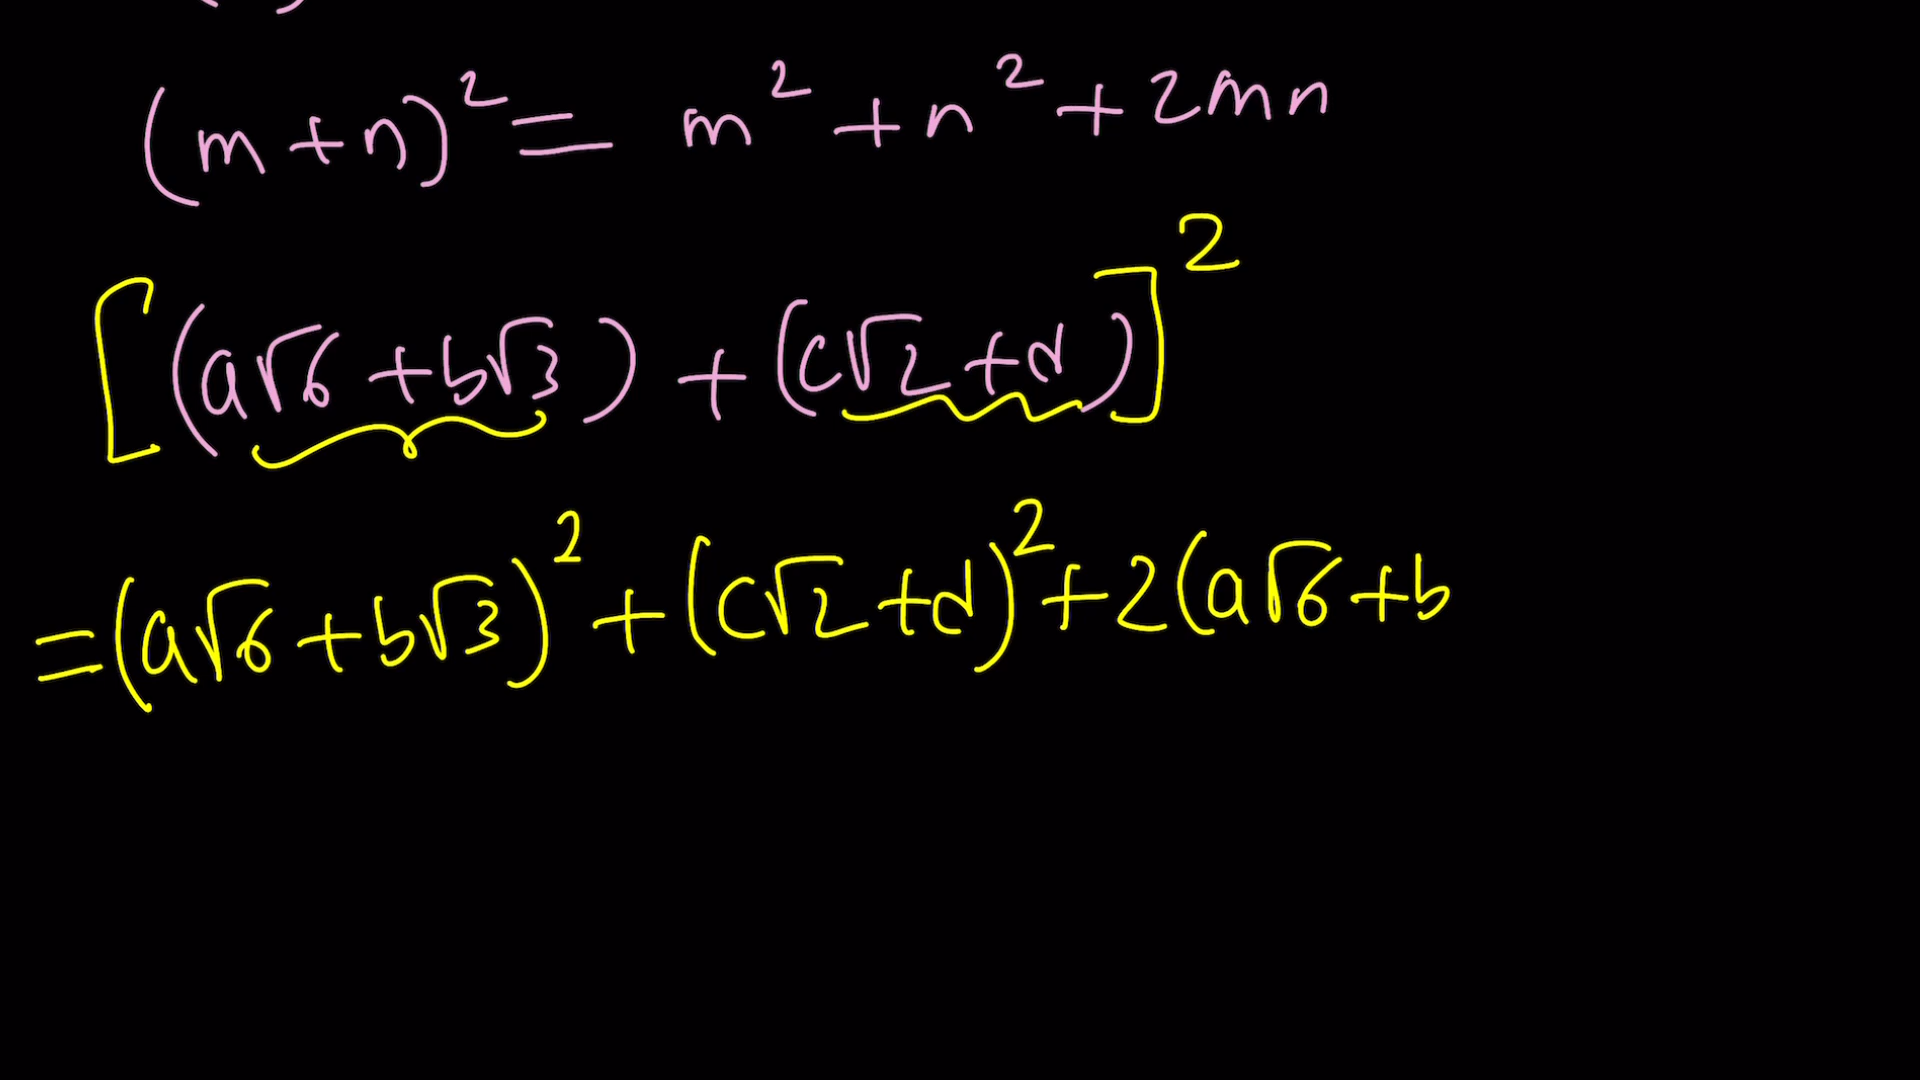 (m+n)² = m² + n² + 2mn
[(a√6 + b√3) + (c√2 + d)]²
= (a√6 + b√3)² + (c√2 + d)² + 2(a√6 + b